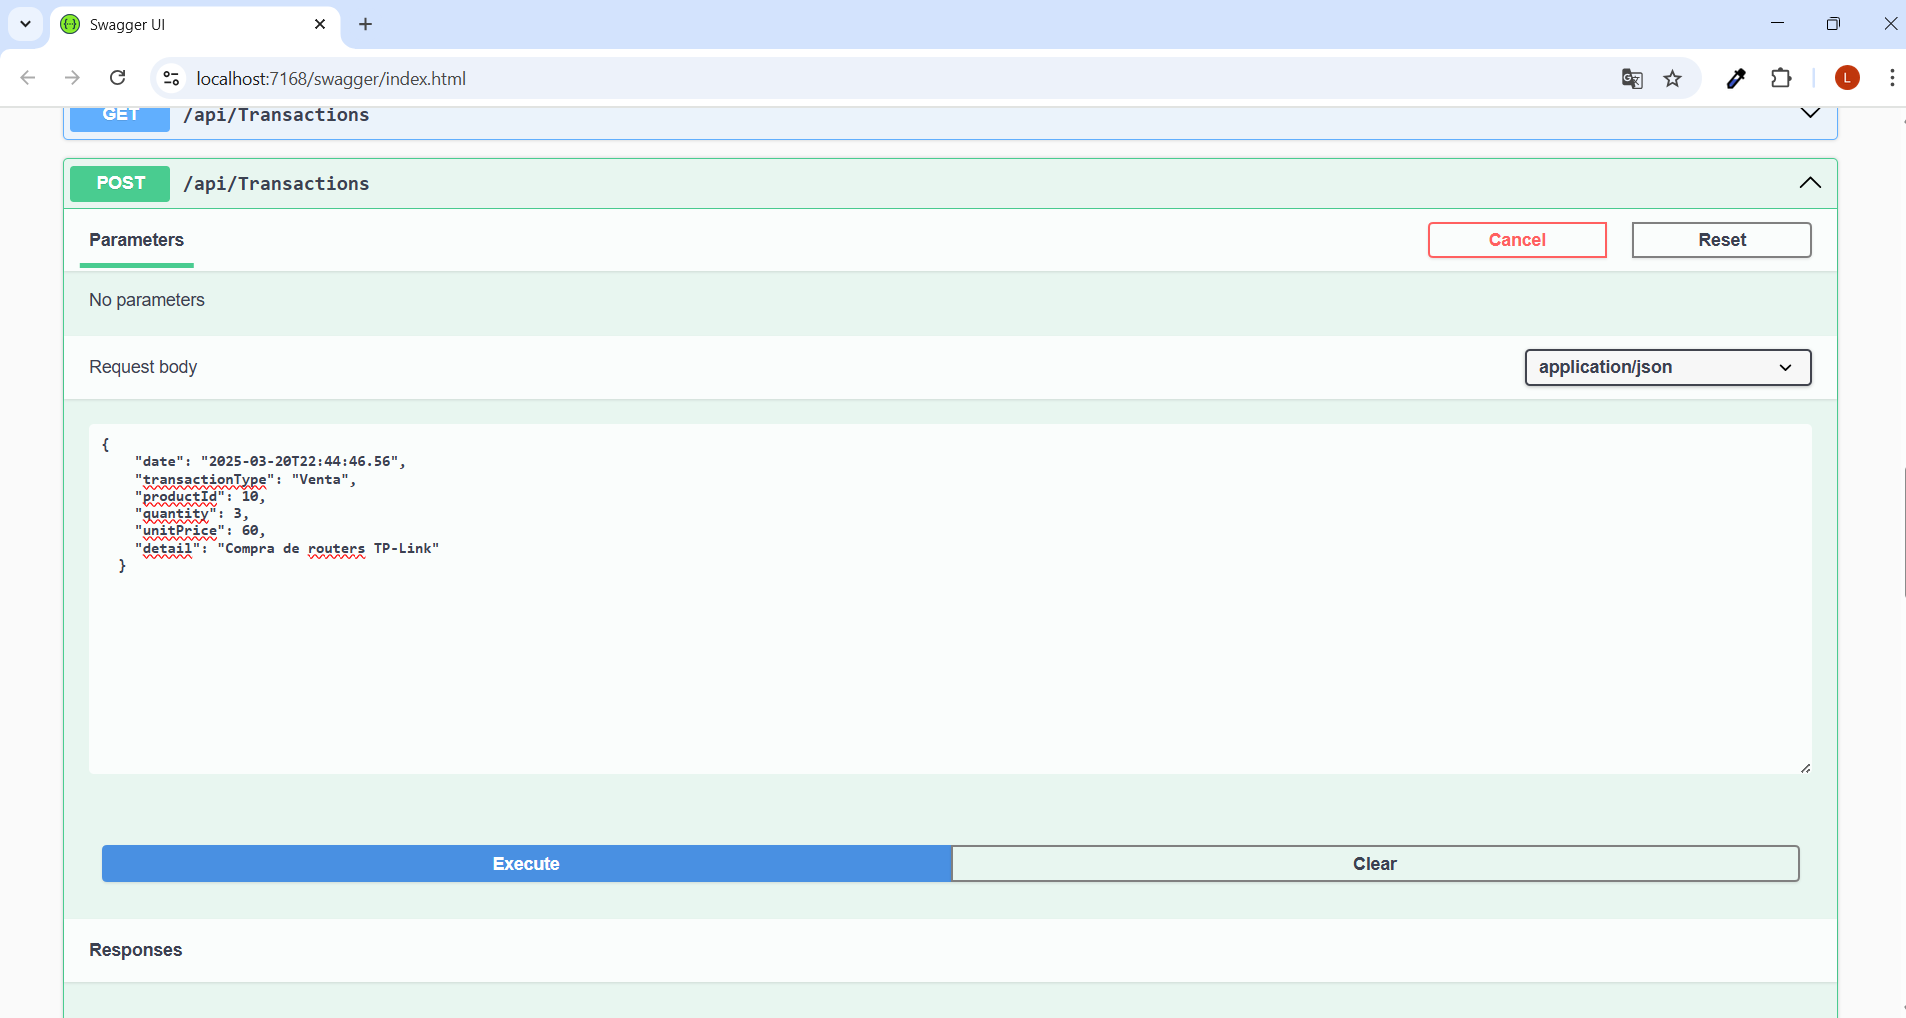 Swagger UI
localhost:7168/swagger/index.html
L
GET /api/Transactions
POST /api/Transactions
Parameters
Cancel
Reset
No parameters
Request body
application/json
{
"date": "2025-03-20T22:44:46.56",
"transactionType": "Venta",
"productId": 10,
"quantity": 3,
"unitPrice": 60,
"detail": "Compra de routers TP-Link"
}
Execute
Clear
Responses